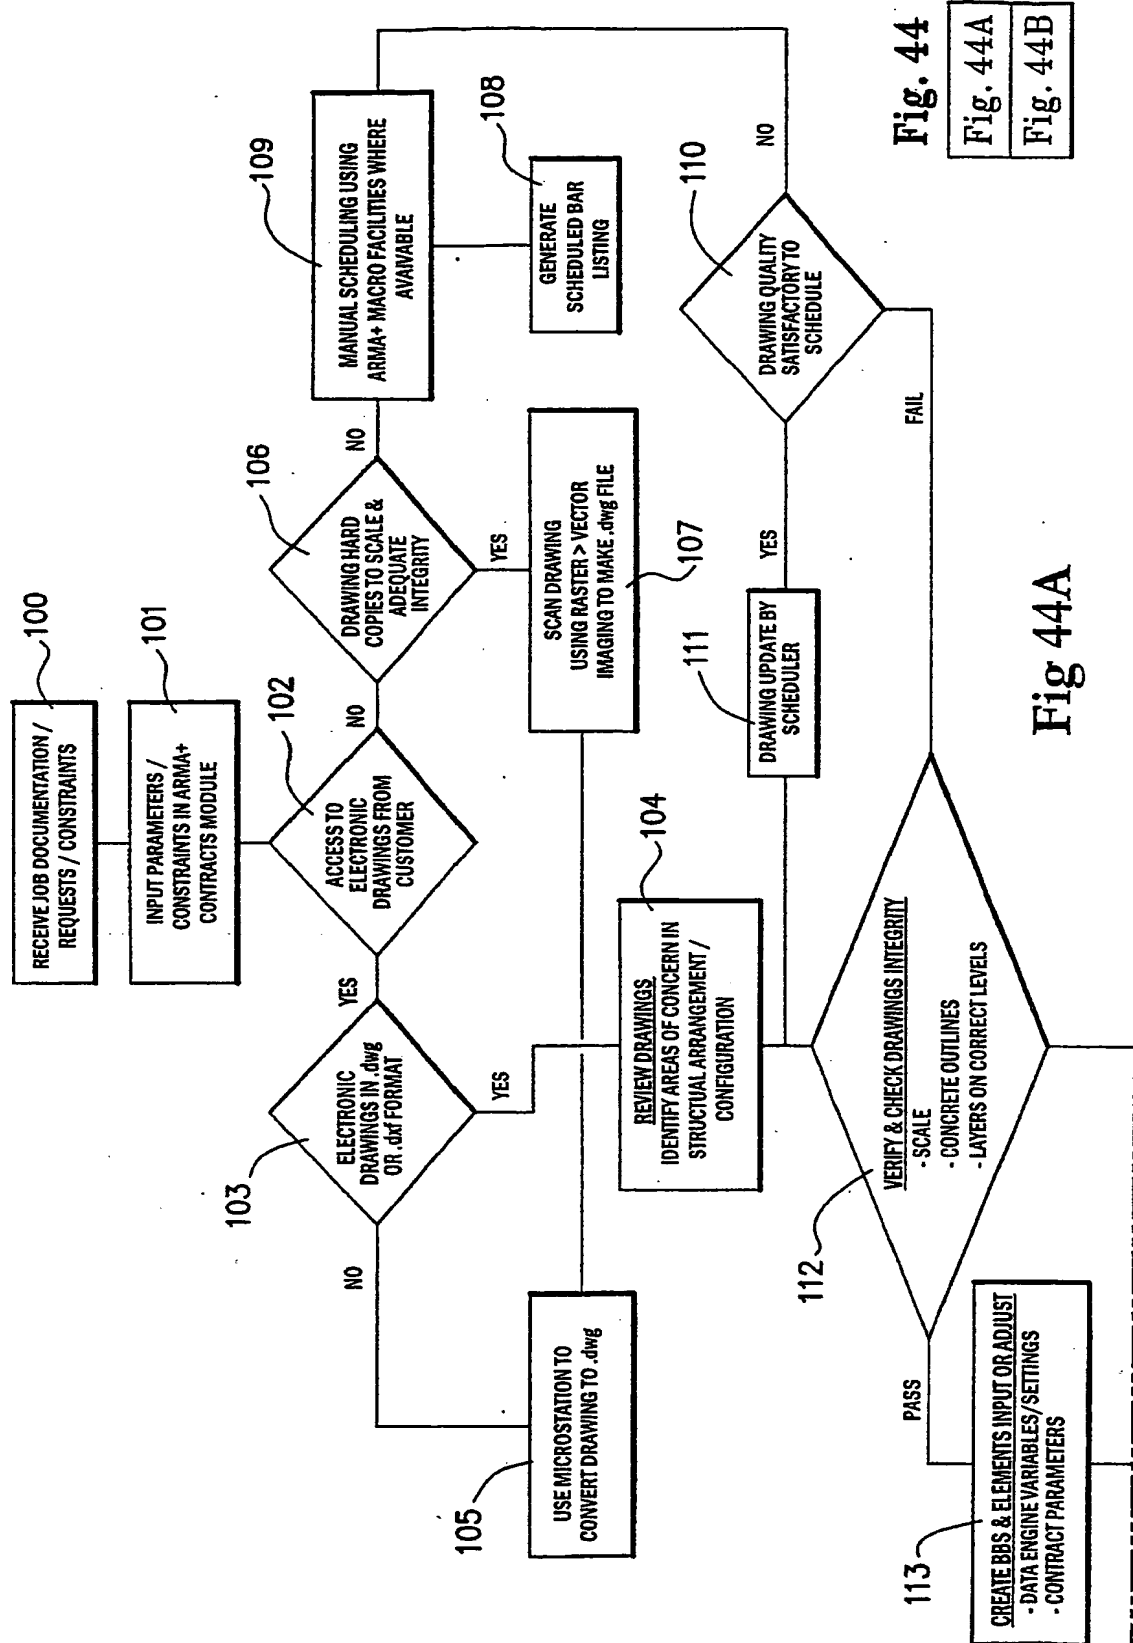 100
RECEIVE JOB DOCUMENTATION /
REQUESTS / CONSTRAINTS
101
INPUT PARAMETERS /
CONSTRAINTS IN ARMA+
CONTRACTS MODULE
102
ACCESS TO
ELECTRONIC
DRAWINGS FROM
CUSTOMER
YES
NO
103
ELECTRONIC
DRAWINGS IN .dwg
OR .dxf FORMAT
NO
YES
106
DRAWING HARD
COPIES TO SCALE &
ADEQUATE
INTEGRITY
NO
YES
109
MANUAL SCHEDULING USING
ARMA+ MACRO FACILITIES WHERE
AVAIVABLE
108
GENERATE
SCHEDULED BAR
LISTING
105
USE MICROSTATION TO
CONVERT DRAWING TO .dwg
SCAN DRAWING
USING RASTER > VECTOR
IMAGING TO MAKE .dwg FILE
107
104
REVIEW DRAWINGS
IDENTIFY AREAS OF CONCERN IN
STRUCTUAL ARRANGEMENT /
CONFIGURATION
111
DRAWING UPDATE BY
SCHEDULER
YES
110
DRAWING QUALITY
SATISFACTORY TO
SCHEDULE
NO
FAIL
112
VERIFY & CHECK DRAWINGS INTEGRITY
- SCALE
- CONCRETE OUTLINES
- LAYERS ON CORRECT LEVELS
PASS
113
CREATE BBS & ELEMENTS INPUT OR ADJUST
- DATA ENGINE VARIABLES/SETTINGS
- CONTRACT PARAMETERS
Fig 44A
Fig. 44
Fig. 44A
Fig. 44B